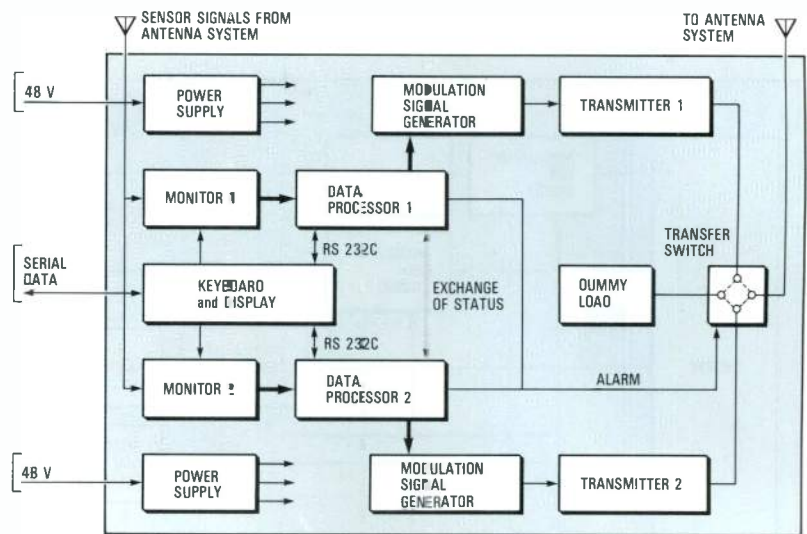 SENSOR SIGNALS FROM
ANTENNA SYSTEM
TO ANTENNA
SYSTEM
48 V
POWER
SUPPLY
MODULATION
SIGNAL
GENERATOR
TRANSMITTER 1
MONITOR 1
DATA
PROCESSOR 1
TRANSFER
SWITCH
RS 232C
SERIAL
DATA
KEYBOARD
and DISPLAY
EXCHANGE
OF STATUS
DUMMY
LOAD
RS 232C
MONITOR 2
DATA
PROCESSOR 2
ALARM
48 V
POWER
SUPPLY
MODULATION
SIGNAL
GENERATOR
TRANSMITTER 2